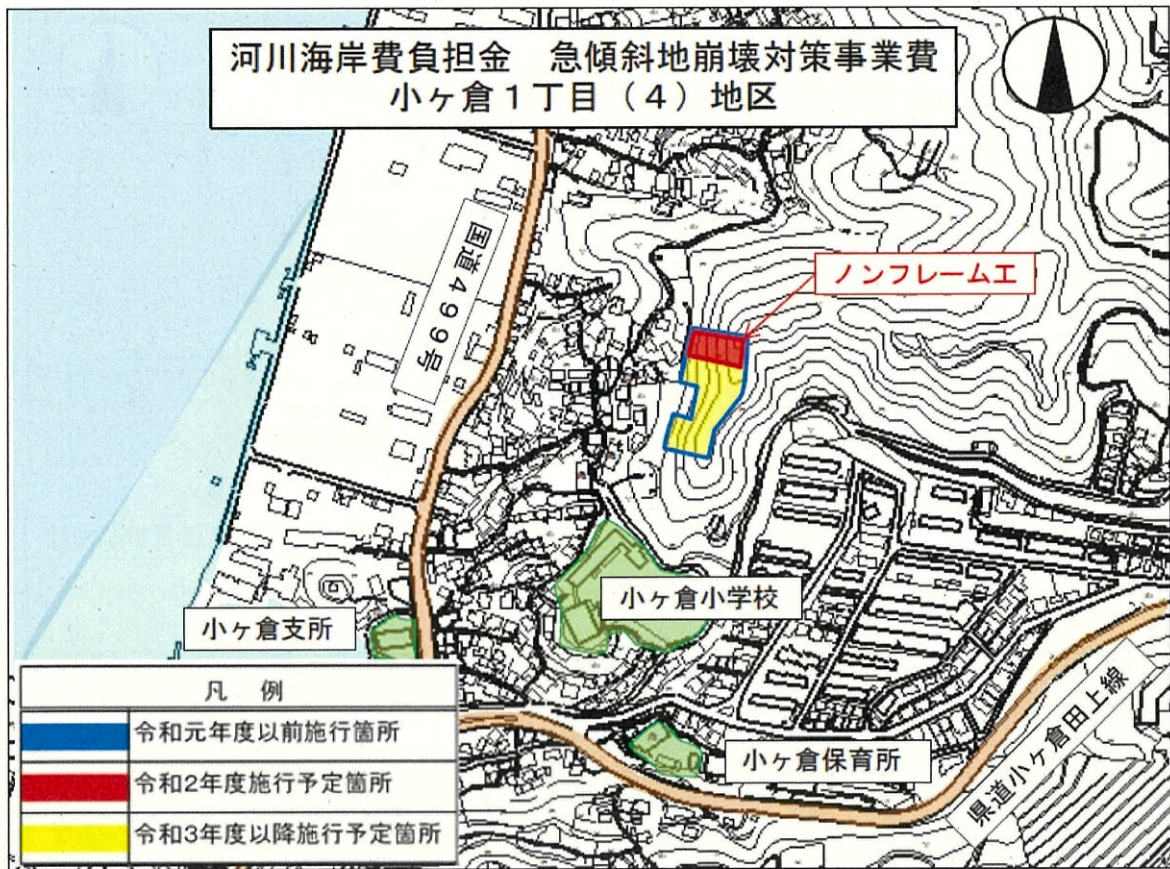 河川海岸費負担金　急傾斜地崩壊対策事業費
小ヶ倉1丁目（4）地区
国道499号
ノンフレーム工
小ヶ倉小学校
小ヶ倉支所
小ヶ倉保育所
県道小ヶ倉田上線
凡 例
令和元年度以前施行箇所
令和2年度施行予定箇所
令和3年度以降施行予定箇所